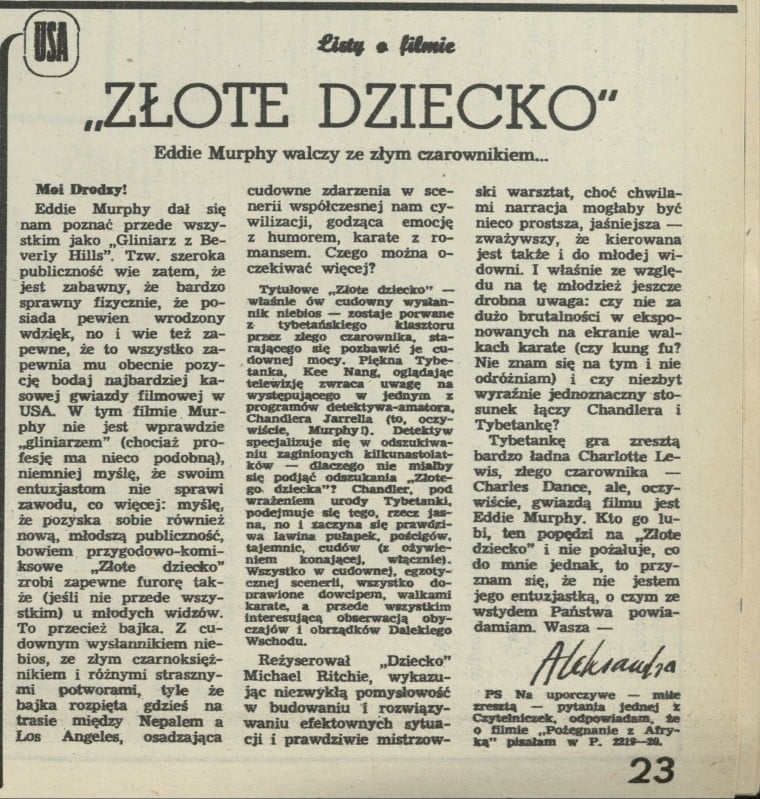 USA
Listy o filmie
„ZŁOTE DZIECKO“
Eddie Murphy walczy ze złym czarownikiem...
Moi Drodzy!
Eddie Murphy dał się
nam poznać przede wszy-
stkim jako „Gliniarz z Be-
verly Hills”. Tzw. szeroka
publiczność wie zatem, że
jest zabawny, że bardzo
sprawny fizycznie, że po-
siada pewien wrodzony
wdzięk, no i wie też za-
pewne, że to wszystko za-
pewnia mu obecnie pozy-
cję bodaj najbardziej ka-
sowej gwiazdy filmowej w
USA. W tym filmie Mur-
phy nie jest wprawdzie
„gliniarzem” (chociaż pro-
fesję ma nieco podobną),
niemniej myślę, że swoim
entuzjastom nie sprawi
zawodu, co więcej: myślę,
że pozyska sobie również
nową, młodszą publiczność,
bowiem przygodowo-komi-
ksowe „Złote dziecko”
zrobi zapewne furorę tak-
że (jeśli nie przede wszy-
stkim) u młodych widzów.
To przecież bajka. Z cu-
downym wysłannikiem nie-
bios, ze złym czarnoksięż-
nikiem i różnymi straszny-
mi potworami, tyle że
bajka rozpięta gdzieś na
trasie między Nepalem a
Los Angeles, osadzająca
cudowne zdarzenia w sce-
nerii współczesnej nam cy-
wilizacji, godząca emocję
z humorem, karate z ro-
mansem. Czego można o-
czekiwać więcej?
Tytułowe „Złote dziecko” —
właśnie ów cudowny wysłan-
nik niebios — zostaje porwane
z tybetańskiego klasztoru
przez złego czarownika, sta-
rającego się pozbawić je cu-
downej mocy. Piękna Tybe-
tanka, Kee Nang, oglądając
telewizję zwraca uwagę na
występującego w jednym z
programów detektywa-amatora,
Chandlera Jarrella (to, oczy-
wiście, Murphy!). Detektyw
specjalizuje się w odszukiwa-
niu zaginionych kilkunastolat-
ków — dlaczego nie miałby
się podjąć odszukania „Złote-
go dziecka”? Chandler, pod
wrażeniem urody Tybetanki,
podejmuje się tego, rzecz jas-
na, no i zaczyna się prawdzi-
wa lawina pułapek, pościgów,
tajemnic, cudów (z ożywie-
niem konającej, włącznie).
Wszystko w cudownej, egzoty-
cznej scenerii, wszystko do-
prawione dowcipem, walkami
karate, a przede wszystkim
interesującą obserwacją oby-
czajów i obrządków Dalekiego
Wschodu.
Reżyserował „Dziecko”
Michael Ritchie, wykazu-
jąc niezwykłą pomysłowość
w budowaniu i rozwiązy-
waniu efektownych sytua-
cji i prawdziwie mistrzow-
ski warsztat, choć chwila-
mi narracja mogłaby być
nieco prostsza, jaśniejsza —
zważywszy, że kierowana
jest także i do młodej wi-
downi. I właśnie ze wzglę-
du na tę młodzież jeszcze
drobna uwaga: czy nie za
dużo brutalności w ekspo-
nowanych na ekranie wal-
kach karate (czy kung fu?
Nie znam się na tym i nie
odróżniam) i czy niezbyt
wyraźnie jednoznaczny sto-
sunek łączy Chandlera i
Tybetankę?
Tybetankę gra zresztą
bardzo ładna Charlotte Le-
wis, złego czarownika —
Charles Dance, ale, oczy-
wiście, gwiazdą filmu jest
Eddie Murphy. Kto go lu-
bi, ten popędzi na „Złote
dziecko” i nie pożałuje, co
do mnie jednak, to przy-
znam się, że nie jestem
jego entuzjastką, o czym ze
wstydem Państwa powia-
damiam. Wasza —
Aleksandra
PS Na uporczywe — miłe
zresztą — pytania jednej z
Czytelniczek, odpowiadam, że
o filmie „Pożegnanie z Afry-
ką” pisałam w P. 2219—20.
23